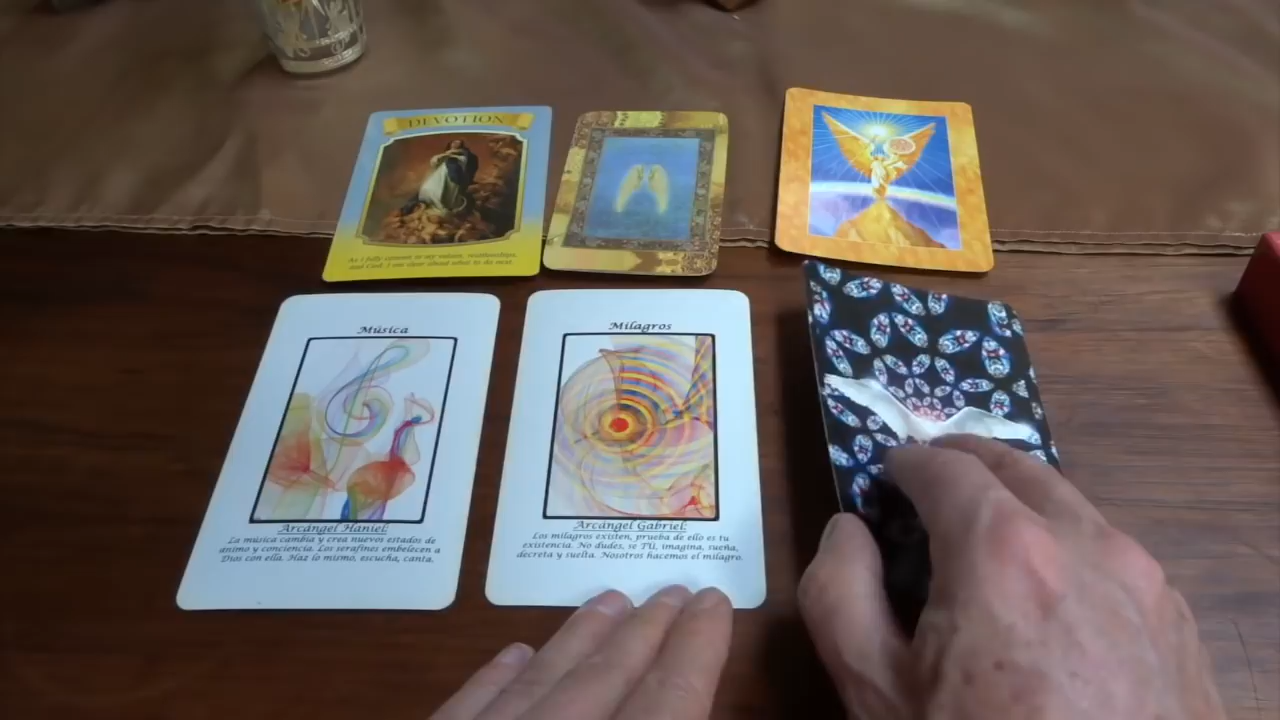 DEVOTION
As I fully commit to my values, relationships,
and God, I am clear about what to do next.
Música
Arcángel Haniel:
La música cambia y crea nuevos estados de
ánimo y conciencia. Los serafines embelecen a
Dios con ella. Haz lo mismo, escucha, canta.
Milagros
Arcángel Gabriel:
Los milagros existen, prueba de ello es tu
existencia. No dudes, se TÚ, imagina, sueña,
decreta y suelta. Nosotros hacemos el milagro.